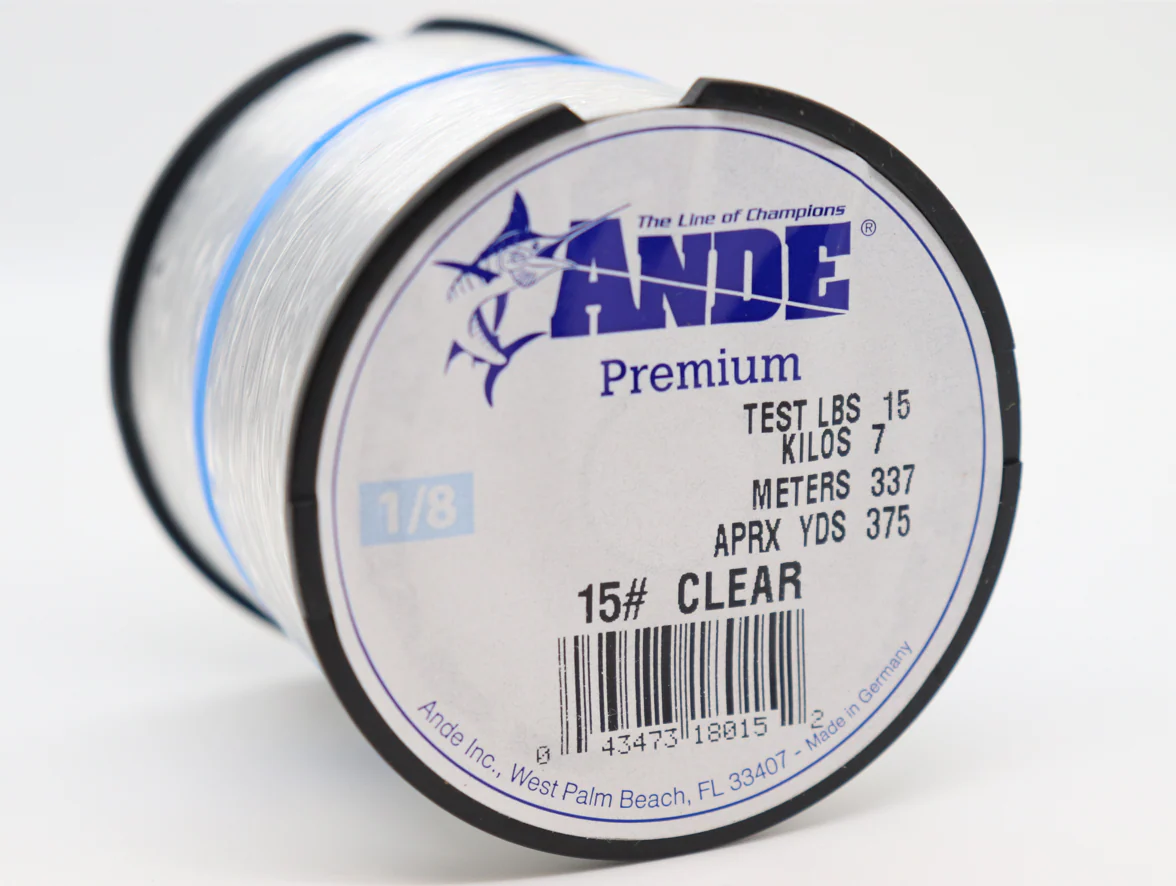 The Line of Champions
ANDE®
Premium
TEST LBS 15
KILOS 7
METERS 337
APRX YDS 375
1/8
15# CLEAR
0 43473 18015 2
Ande Inc., West Palm Beach, FL 33407 - Made in Germany